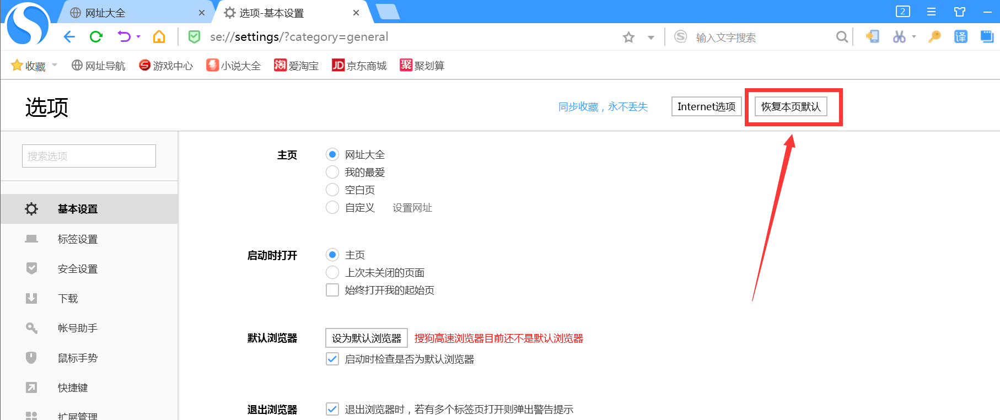 网址大全
选项-基本设置
2
se://settings/?category=general
输入文字搜索
译
收藏
网址导航
游戏中心
小说大全
淘 爱淘宝
JD 京东商城
聚 聚划算
选项
同步收藏，永不丢失
Internet选项
恢复本页默认
搜索选项
基本设置
标签设置
安全设置
下载
帐号助手
鼠标手势
快捷键
扩展管理
主页
网址大全
我的最爱
空白页
自定义 设置网址
启动时打开
主页
上次未关闭的页面
始终打开我的起始页
默认浏览器
设为默认浏览器 搜狗高速浏览器目前还不是默认浏览器
启动时检查是否为默认浏览器
退出浏览器
退出浏览器时，若有多个标签页打开则弹出警告提示